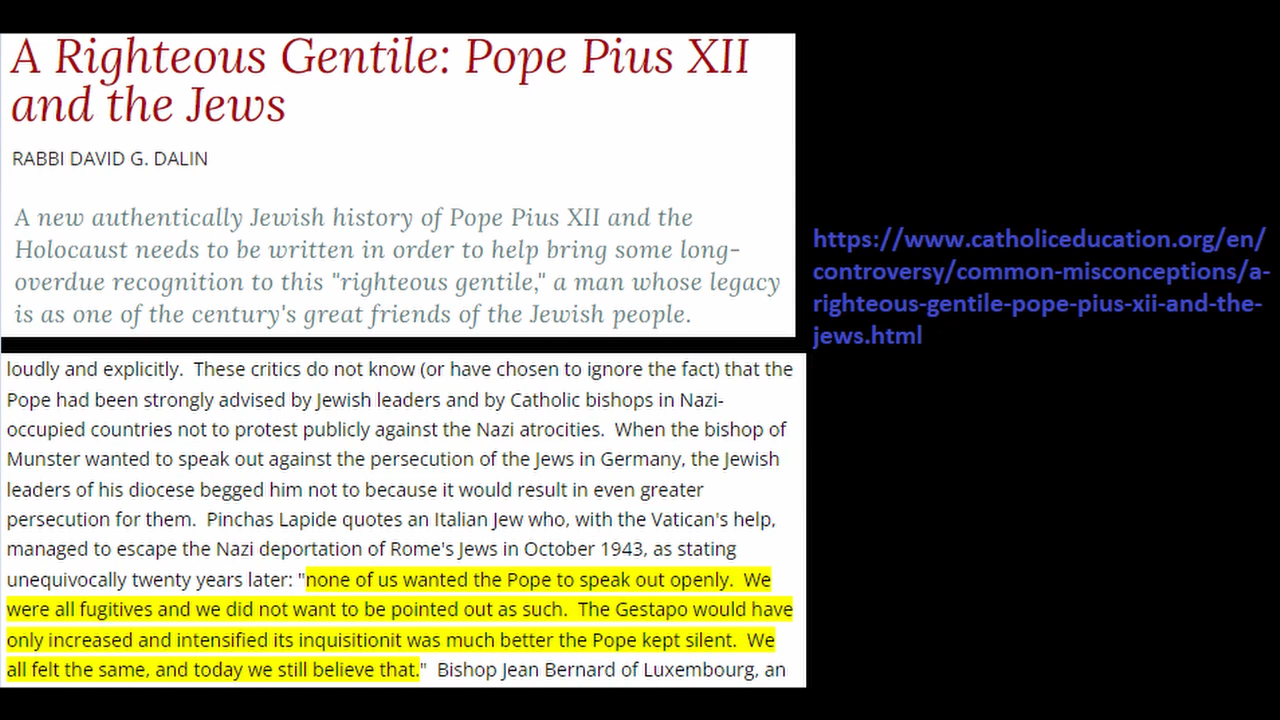 A Righteous Gentile: Pope Pius XII
and the Jews
RABBI DAVID G. DALIN
A new authentically Jewish history of Pope Pius XII and the
Holocaust needs to be written in order to help bring some long-
overdue recognition to this "righteous gentile," a man whose legacy
is as one of the century's great friends of the Jewish people.
https://www.catholiceducation.org/en/
controversy/common-misconceptions/a-
righteous-gentile-pope-pius-xii-and-the-
jews.html
loudly and explicitly.  These critics do not know (or have chosen to ignore the fact) that the
Pope had been strongly advised by Jewish leaders and by Catholic bishops in Nazi-
occupied countries not to protest publicly against the Nazi atrocities.  When the bishop of
Munster wanted to speak out against the persecution of the Jews in Germany, the Jewish
leaders of his diocese begged him not to because it would result in even greater
persecution for them.  Pinchas Lapide quotes an Italian Jew who, with the Vatican's help,
managed to escape the Nazi deportation of Rome's Jews in October 1943, as stating
unequivocally twenty years later: "none of us wanted the Pope to speak out openly.  We
were all fugitives and we did not want to be pointed out as such.  The Gestapo would have
only increased and intensified its inquisitionit was much better the Pope kept silent.  We
all felt the same, and today we still believe that."  Bishop Jean Bernard of Luxembourg, an